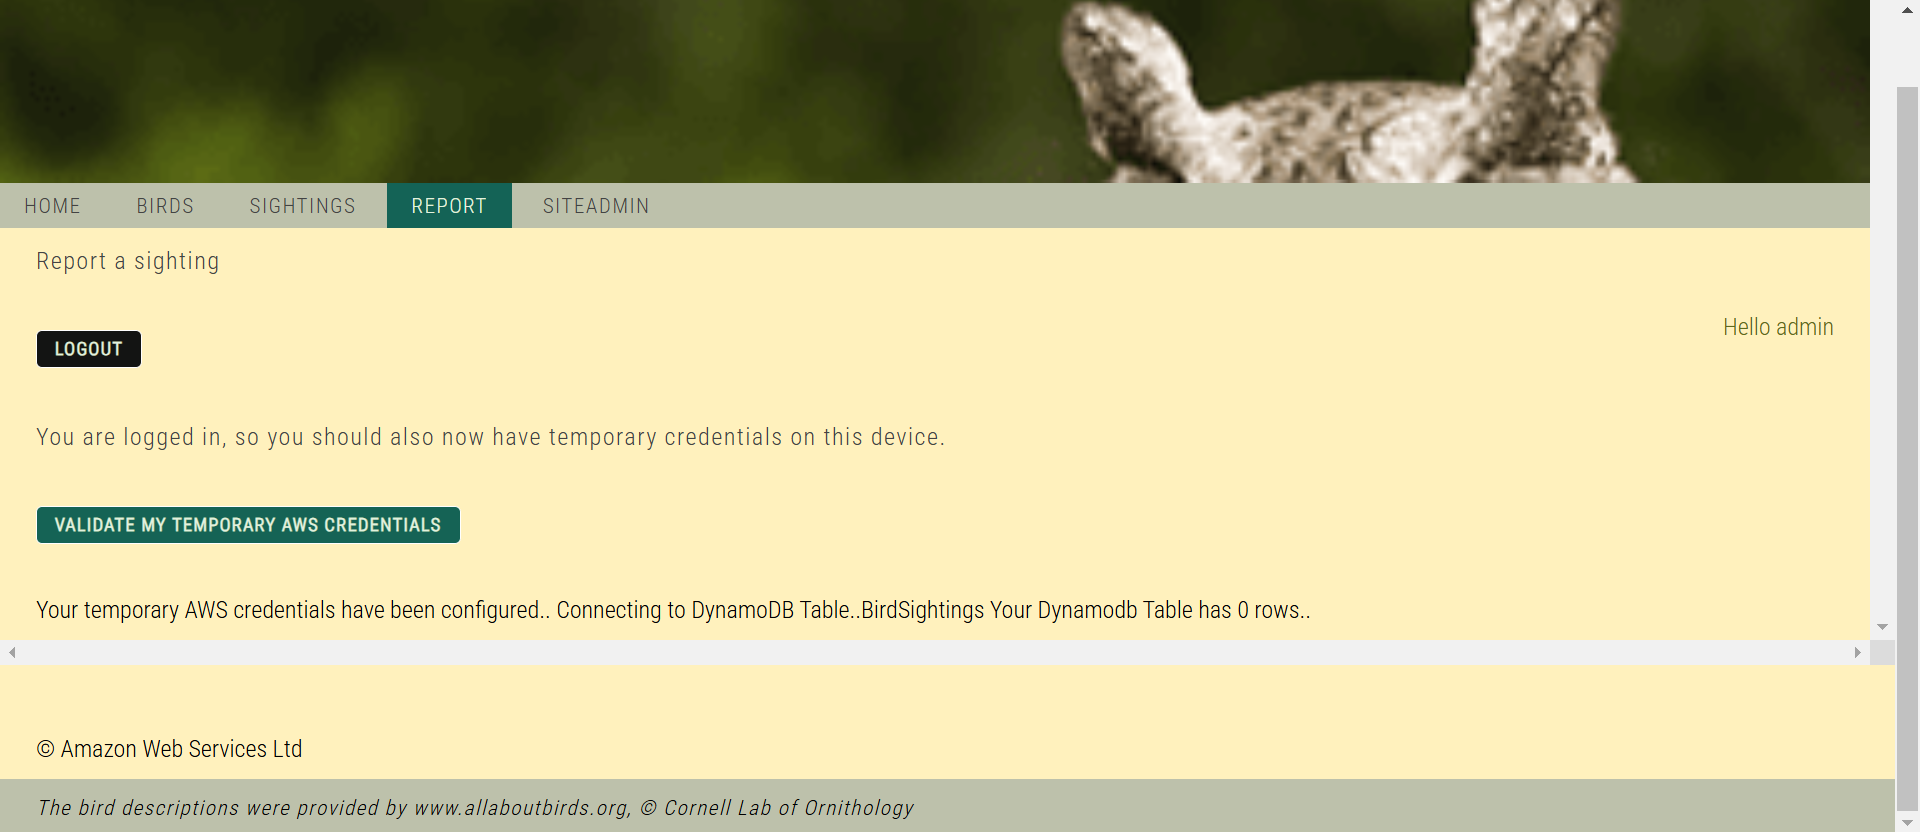 HOME BIRDS SIGHTINGS REPORT SITEADMIN
Report a sighting
Hello admin
LOGOUT
You are logged in, so you should also now have temporary credentials on this device.
VALIDATE MY TEMPORARY AWS CREDENTIALS
Your temporary AWS credentials have been configured.. Connecting to DynamoDB Table..BirdSightings Your Dynamodb Table has 0 rows..
© Amazon Web Services Ltd
The bird descriptions were provided by www.allaboutbirds.org, © Cornell Lab of Ornithology